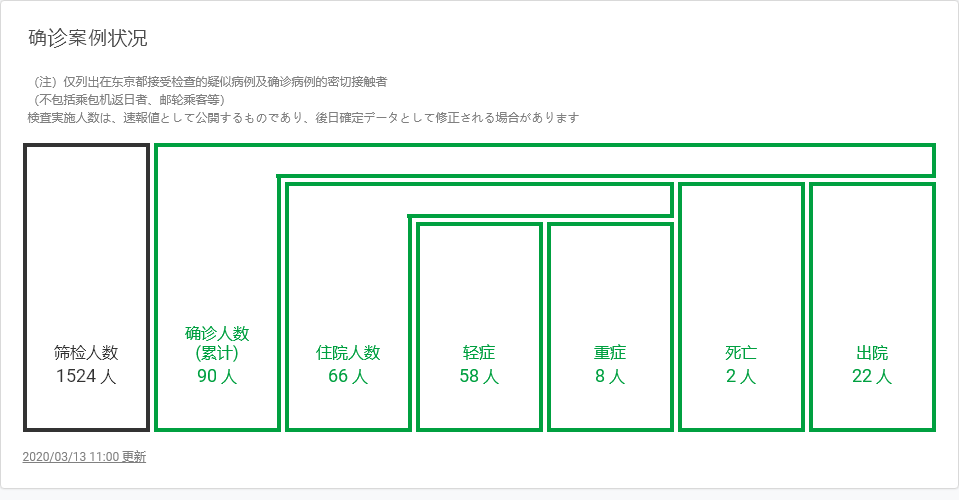 确诊案例状况
（注）仅列出在东京都接受检查的疑似病例及确诊病例的密切接触者
（不包括乘包机返日者、邮轮乘客等）
検査実施人数は、速報値として公開するものであり、後日確定データとして修正される場合があります
筛检人数
1524 人
确诊人数
(累计)
90 人
住院人数
66 人
轻症
58 人
重症
8 人
死亡
2 人
出院
22 人
2020/03/13 11:00 更新